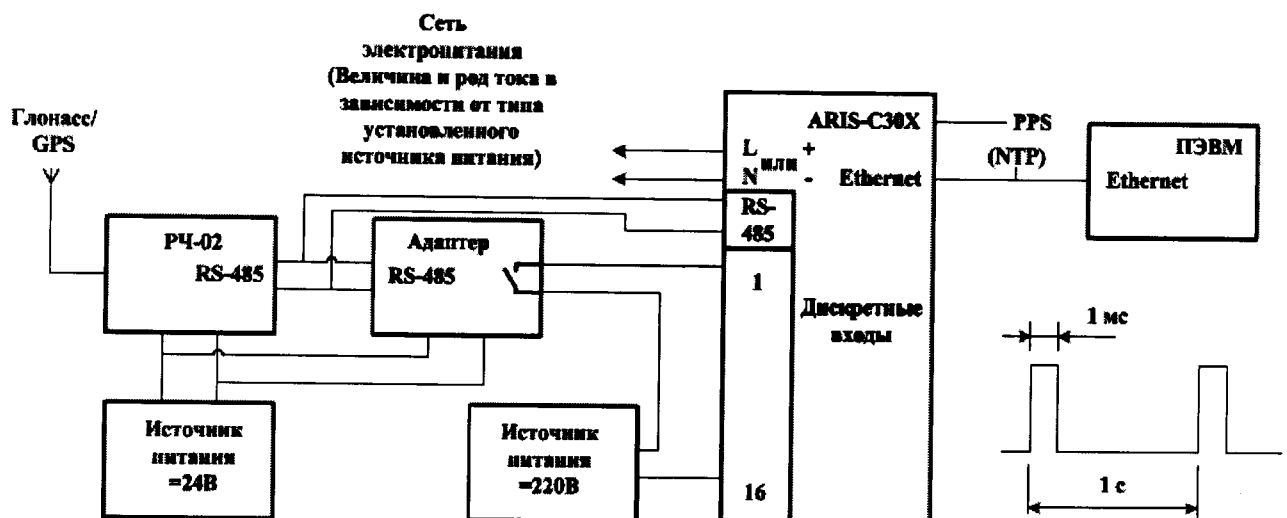 Сеть
электропитания
(Величина и род тока в
зависимости от типа
установленного
источника питания)
Глонасс/
GPS
РЧ-02
RS-485
Адаптер
RS-485
Источник
питания
=24В
Источник
питания
=220В
ARIS-C30X
L или +
N -
Ethernet
RS-
485
1
Дискретные
входы
16
PPS
(NTP)
ПЭВМ
Ethernet
1 мс
1 с